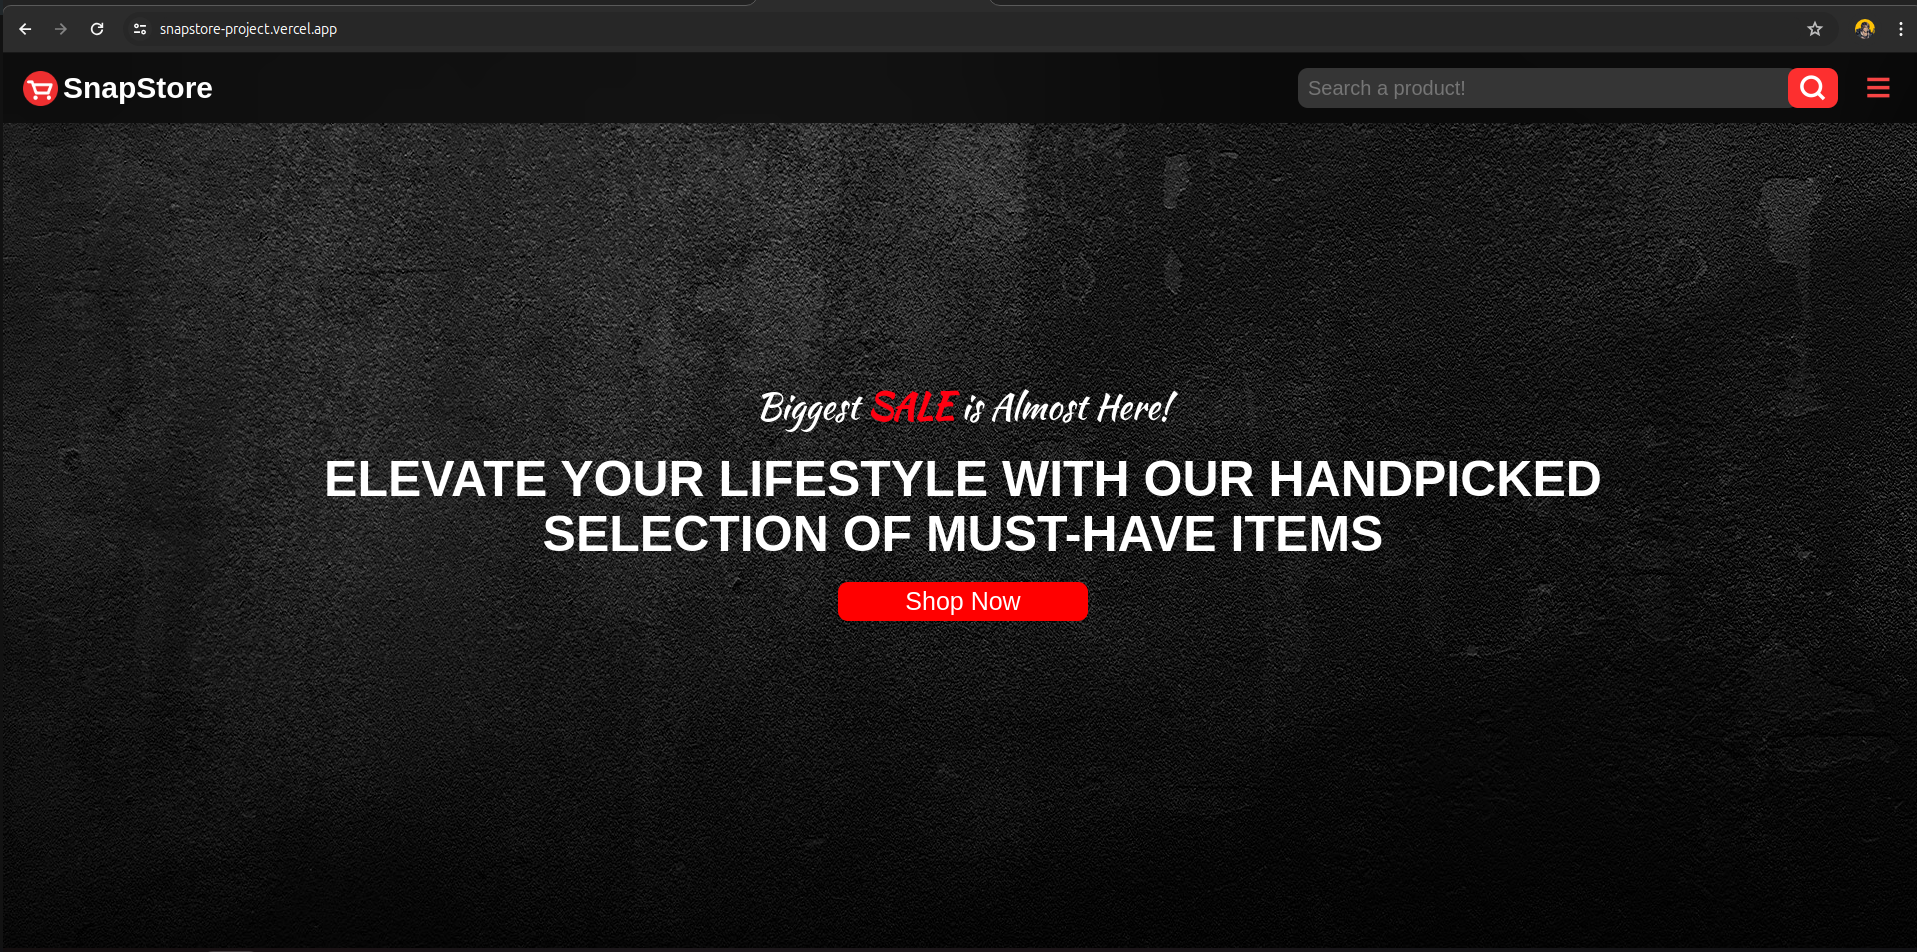 snapstore-project.vercel.app
SnapStore
Search a product!
Biggest SALE is Almost Here!
ELEVATE YOUR LIFESTYLE WITH OUR HANDPICKED
SELECTION OF MUST-HAVE ITEMS
Shop Now